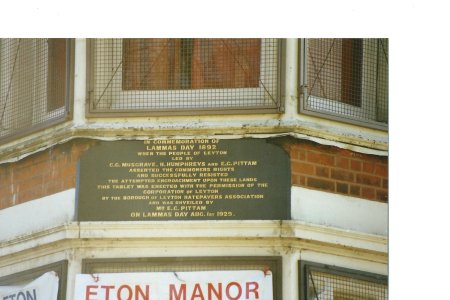 IN COMMEMORATION OF
LAMMAS DAY 1892
WHEN THE PEOPLE OF LEYTON
LED BY
C.G. MUSGRAVE, H. HUMPHREYS AND E.C. PITTAM
ASSERTED THE COMMONERS RIGHTS
AND SUCCESSFULLY RESISTED
THE ATTEMPTED ENCROACHMENT UPON THESE LANDS
THIS TABLET WAS ERECTED WITH THE PERMISSION OF THE
CORPORATION OF LEYTON
BY THE BOROUGH OF LEYTON RATEPAYERS ASSOCIATION
AND WAS UNVEILED BY
MR E.C. PITTAM
ON LAMMAS DAY AUG. 1ST 1929.
ETON MANOR